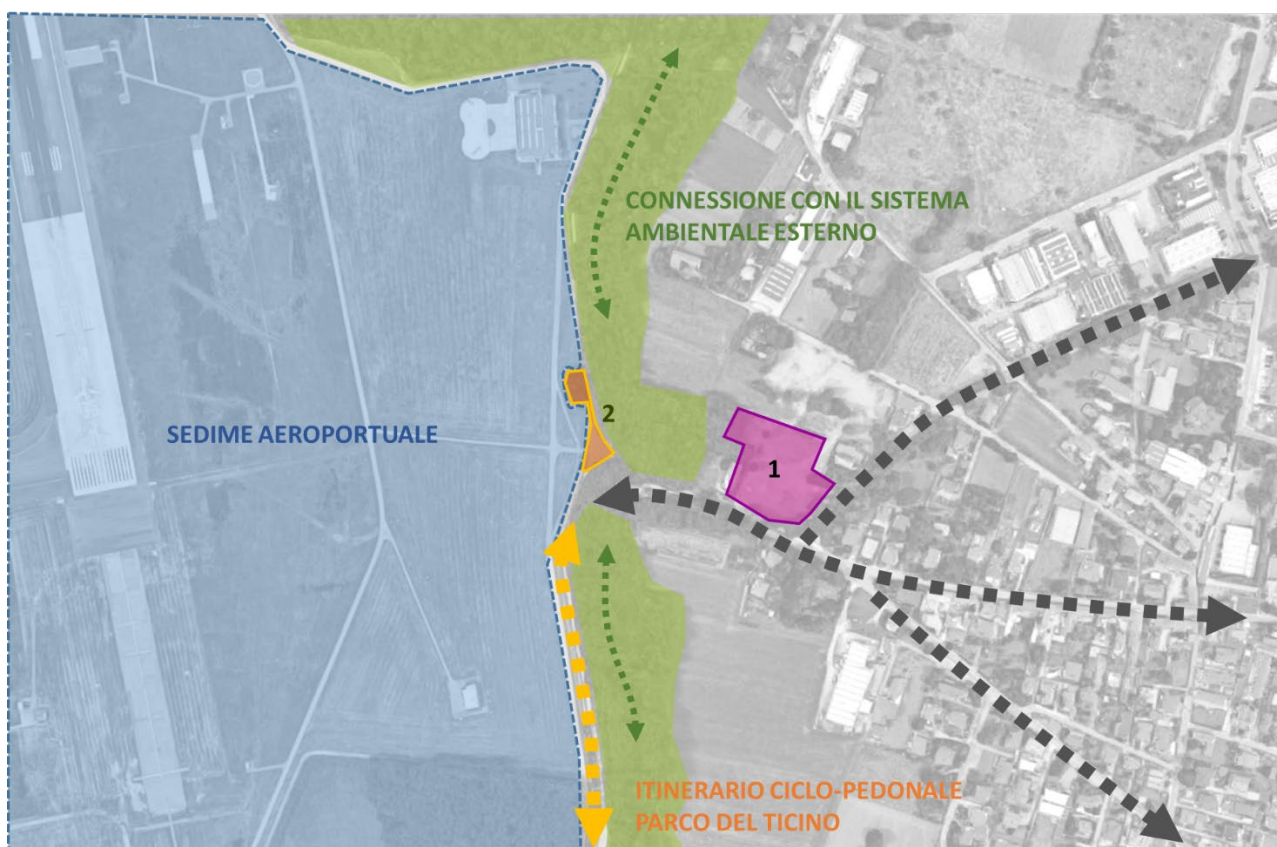 CONNESSIONE CON IL SISTEMA
AMBIENTALE ESTERNO
2
SEDIME AEROPORTUALE
1
ITINERARIO CICLO-PEDONALE
PARCO DEL TICINO